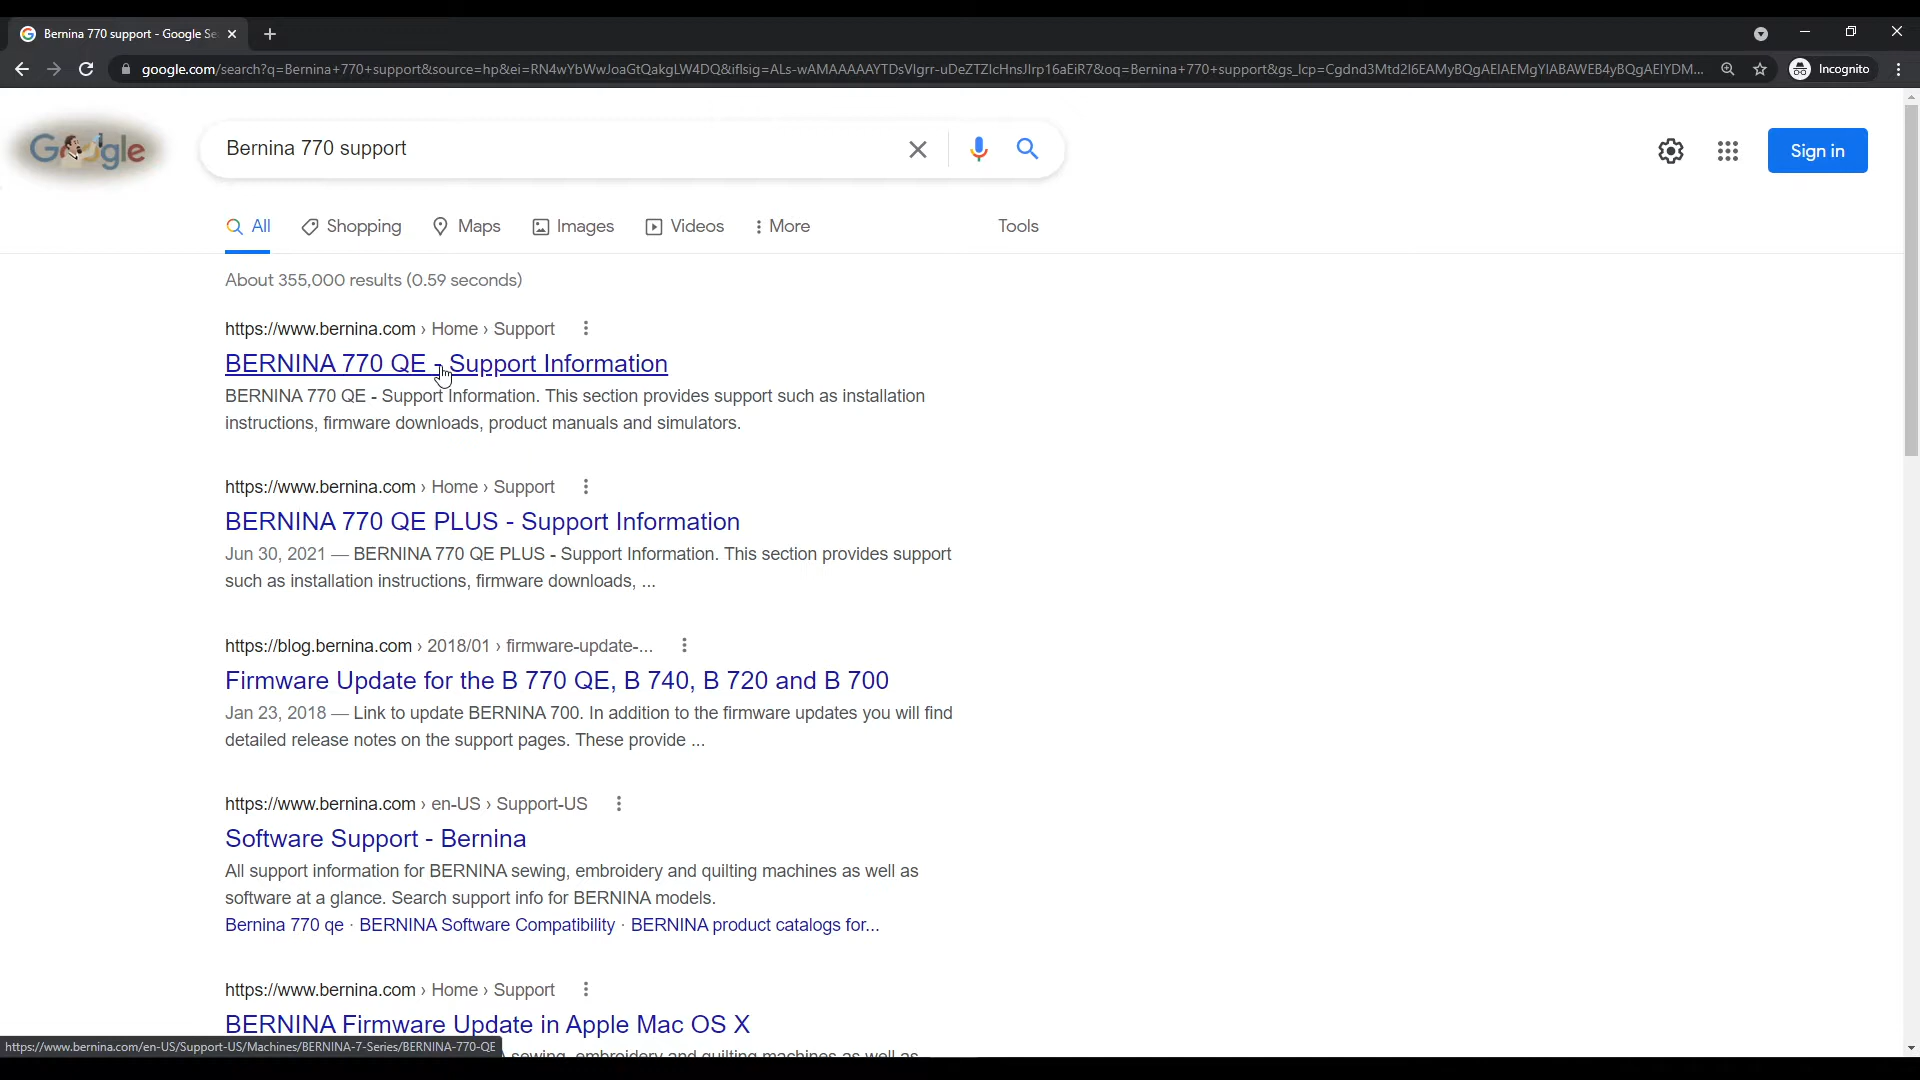 Bernina 770 support - Google Se
google.com/search?q=Bernina+770+support&source=hp&ei=RN4wYbWwJoaGtQakgLW4DQ&iflsig=ALs-wAMAAAAAYTDsVIgrr-uDeZTZIcHnsJIrp16aEiR7&oq=Bernina+770+support&gs_lcp=Cgdnd3Mtd2l6EAMyBQgAEIAEMgYIABAWEB4yBQgAEIYDM...
Incognito
Google
Bernina 770 support
Sign in
All Shopping Maps Images Videos More Tools
About 355,000 results (0.59 seconds)
https://www.bernina.com › Home › Support
BERNINA 770 QE - Support Information
BERNINA 770 QE - Support Information. This section provides support such as installation
instructions, firmware downloads, product manuals and simulators.
https://www.bernina.com › Home › Support
BERNINA 770 QE PLUS - Support Information
Jun 30, 2021 — BERNINA 770 QE PLUS - Support Information. This section provides support
such as installation instructions, firmware downloads, ...
https://blog.bernina.com › 2018/01 › firmware-update-...
Firmware Update for the B 770 QE, B 740, B 720 and B 700
Jan 23, 2018 — Link to update BERNINA 700. In addition to the firmware updates you will find
detailed release notes on the support pages. These provide ...
https://www.bernina.com › en-US › Support-US
Software Support - Bernina
All support information for BERNINA sewing, embroidery and quilting machines as well as
software at a glance. Search support info for BERNINA models.
Bernina 770 qe · BERNINA Software Compatibility · BERNINA product catalogs for...
https://www.bernina.com › Home › Support
BERNINA Firmware Update in Apple Mac OS X
https://www.bernina.com/en-US/Support-US/Machines/BERNINA-7-Series/BERNINA-770-QE
sewing, embroidery and quilting machines as well as